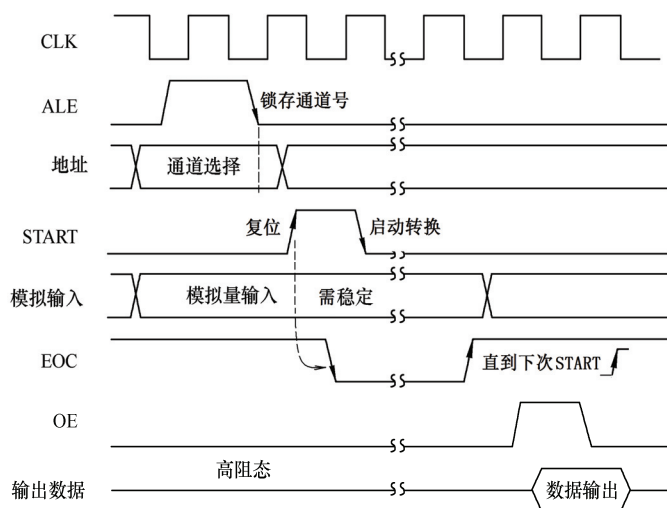 CLK
ALE
锁存通道号
地址
通道选择
START
复位
启动转换
模拟输入
模拟量输入 需稳定
EOC
直到下次START
OE
高阻态
输出数据
数据输出